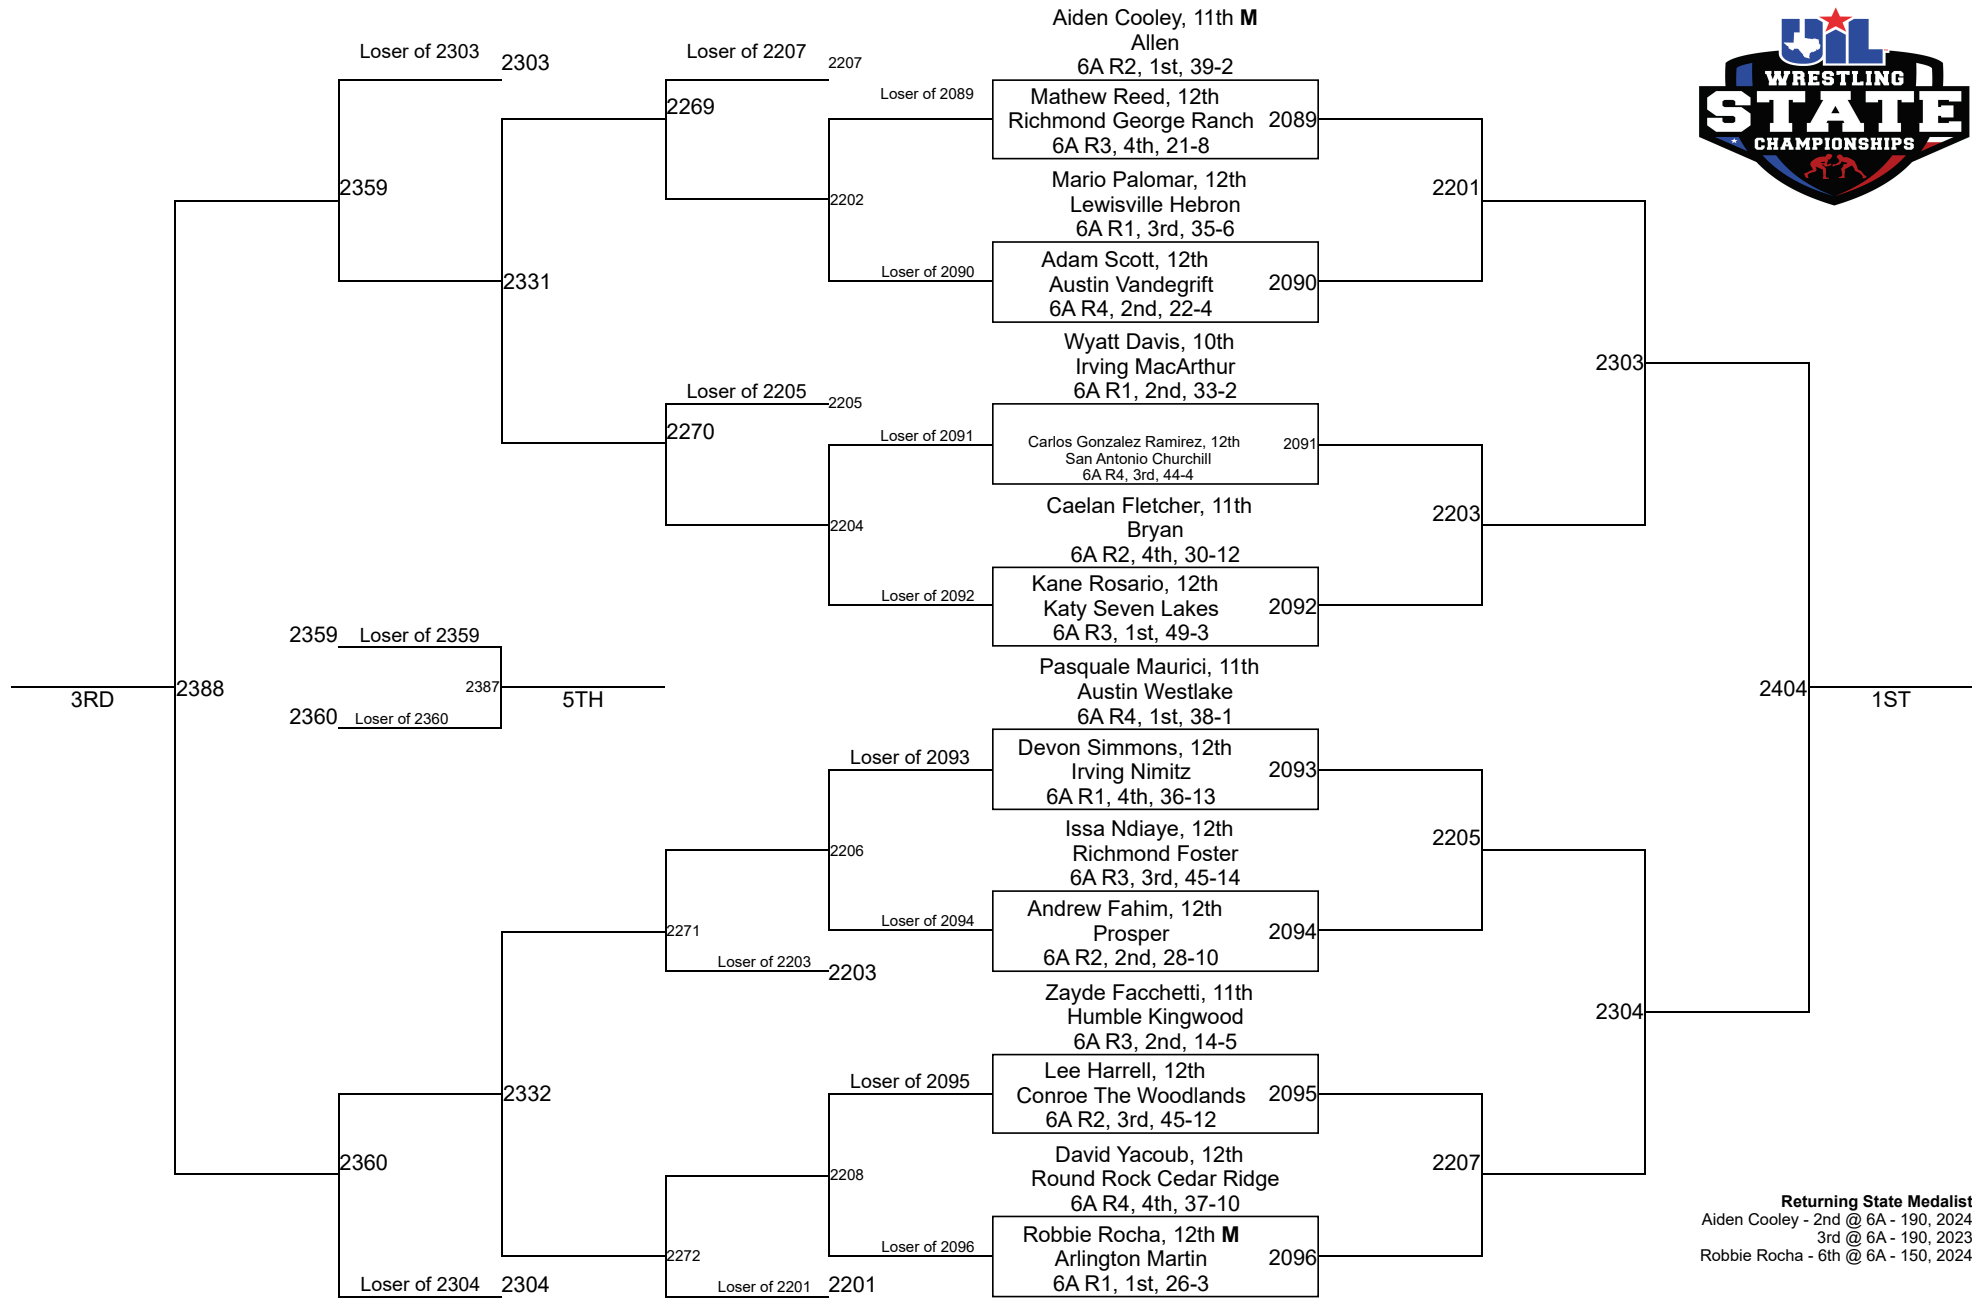 Loser of 2303
2303
2359
Loser of 2207
2207
2269
Loser of 2089
2202
2331
Loser of 2090
Loser of 2205
2205
2270
Loser of 2091
2204
Loser of 2092
2359
Loser of 2359
3RD
2388
2387
5TH
2360
Loser of 2360
Loser of 2093
2206
Loser of 2094
2271
Loser of 2203
2203
2332
Loser of 2095
2360
2208
Loser of 2096
2272
Loser of 2304
2304
Loser of 2201
2201
Aiden Cooley, 11th M
Allen
6A R2, 1st, 39-2
Mathew Reed, 12th
Richmond George Ranch
6A R3, 4th, 21-8
2089
Mario Palomar, 12th
Lewisville Hebron
6A R1, 3rd, 35-6
Adam Scott, 12th
Austin Vandegrift
6A R4, 2nd, 22-4
2090
Wyatt Davis, 10th
Irving MacArthur
6A R1, 2nd, 33-2
Carlos Gonzalez Ramirez, 12th
San Antonio Churchill
6A R4, 3rd, 44-4
2091
Caelan Fletcher, 11th
Bryan
6A R2, 4th, 30-12
Kane Rosario, 12th
Katy Seven Lakes
6A R3, 1st, 49-3
2092
Pasquale Maurici, 11th
Austin Westlake
6A R4, 1st, 38-1
Devon Simmons, 12th
Irving Nimitz
6A R1, 4th, 36-13
2093
Issa Ndiaye, 12th
Richmond Foster
6A R3, 3rd, 45-14
Andrew Fahim, 12th
Prosper
6A R2, 2nd, 28-10
2094
Zayde Facchetti, 11th
Humble Kingwood
6A R3, 2nd, 14-5
Lee Harrell, 12th
Conroe The Woodlands
6A R2, 3rd, 45-12
2095
David Yacoub, 12th
Round Rock Cedar Ridge
6A R4, 4th, 37-10
Robbie Rocha, 12th M
Arlington Martin
6A R1, 1st, 26-3
2096
2201
2303
2203
2404
1ST
2205
2304
2207
UIL
WRESTLING
STATE
CHAMPIONSHIPS
Returning State Medalist
Aiden Cooley - 2nd @ 6A - 190, 2024
3rd @ 6A - 190, 2023
Robbie Rocha - 6th @ 6A - 150, 2024